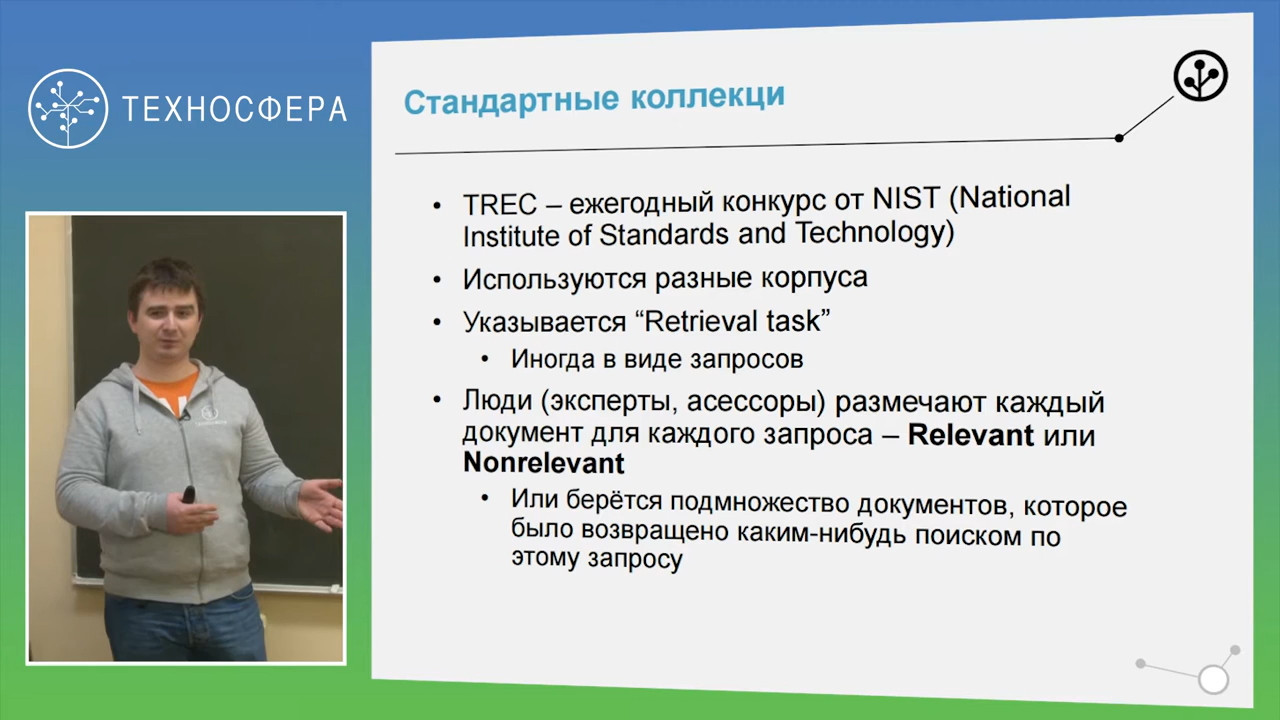 ТЕХНОСФЕРА
Стандартные коллекци
• TREC – ежегодный конкурс от NIST (National
Institute of Standards and Technology)
• Используются разные корпуса
• Указывается “Retrieval task”
• Иногда в виде запросов
• Люди (эксперты, асессоры) размечают каждый
документ для каждого запроса – Relevant или
Nonrelevant
• Или берётся подмножество документов, которое
было возвращено каким-нибудь поиском по
этому запросу